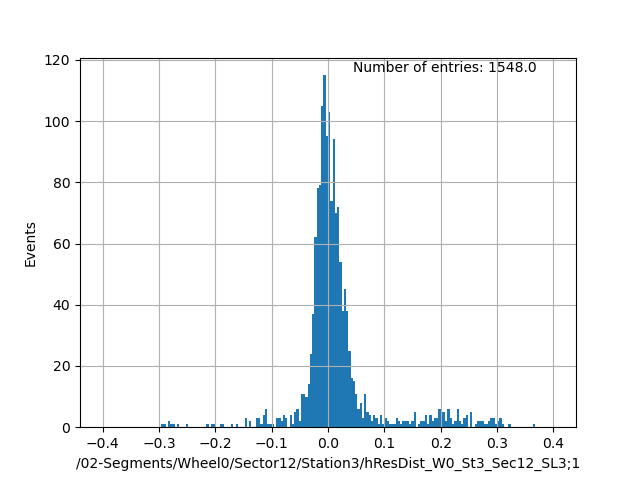 Number of entries: 1548.0
120
100
80
60
40
20
0
Events
−0.4 −0.3 −0.2 −0.1 0.0 0.1 0.2 0.3 0.4
/02-Segments/Wheel0/Sector12/Station3/hResDist_W0_St3_Sec12_SL3;1